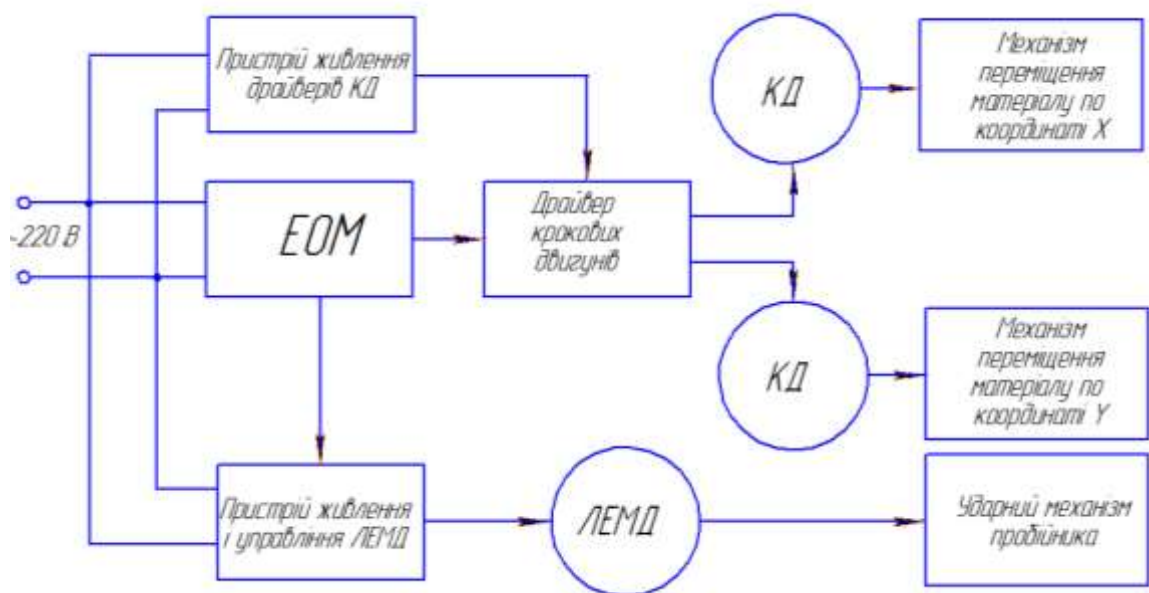 Пристрій живлення
драйверів КД
КД
Механізм
переміщення
матеріалу по
координаті X
~220 В
ЕОМ
Драйвер
крокових
двигунів
КД
Механізм
переміщення
матеріалу по
координаті Y
Пристрій живлення
і управління ЛЕМД
ЛЕМД
Ударний механізм
пробійника